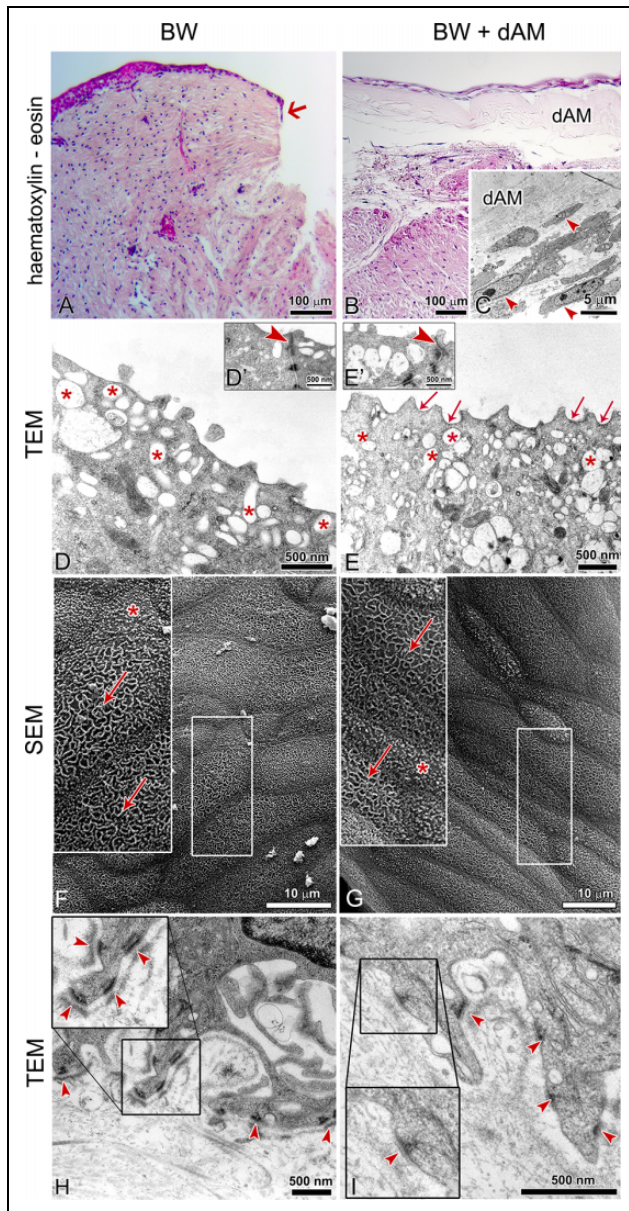 BW
BW + dAM
haematoxylin - eosin
A
100 μm
dAM
B
100 μm
dAM
C
5 μm
TEM
D'
500 nm
E'
500 nm
*
*
*
*
*
D
500 nm
*
*
*
*
E
500 nm
SEM
*
F
10 μm
*
G
10 μm
TEM
H
500 nm
I
500 nm